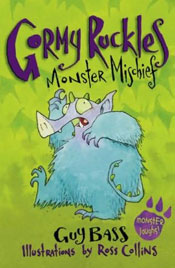 GORMY RUCKLES
MONSTER MISCHIEF
MONSTER
laughs!
GUY BASS
Illustrations by ROSS COLLINS